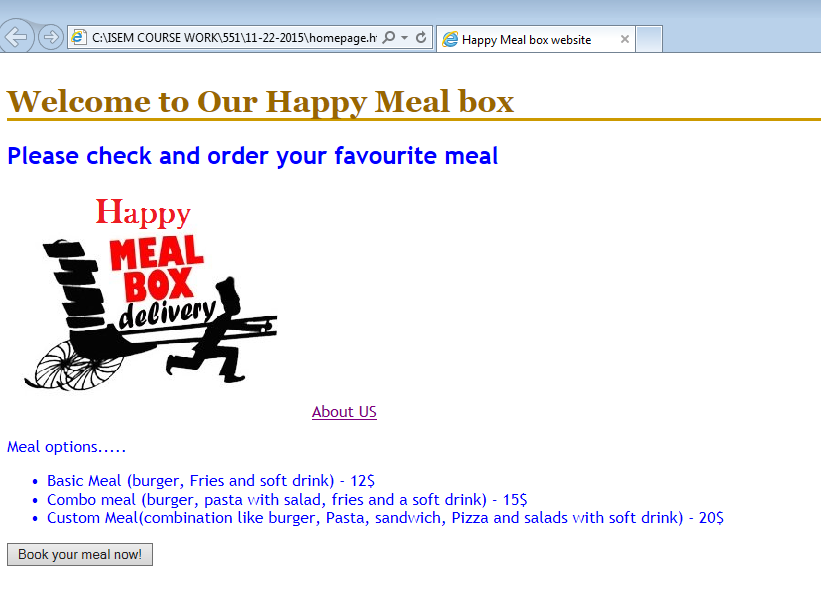 C:\ISEM COURSE WORK\551\11-22-2015\homepage.h
Happy Meal box website
Welcome to Our Happy Meal box
Please check and order your favourite meal
Happy
MEAL
BOX
delivery
About US
Meal options.....
• Basic Meal (burger, Fries and soft drink) - 12$
• Combo meal (burger, pasta with salad, fries and a soft drink) - 15$
• Custom Meal(combination like burger, Pasta, sandwich, Pizza and salads with soft drink) - 20$
Book your meal now!